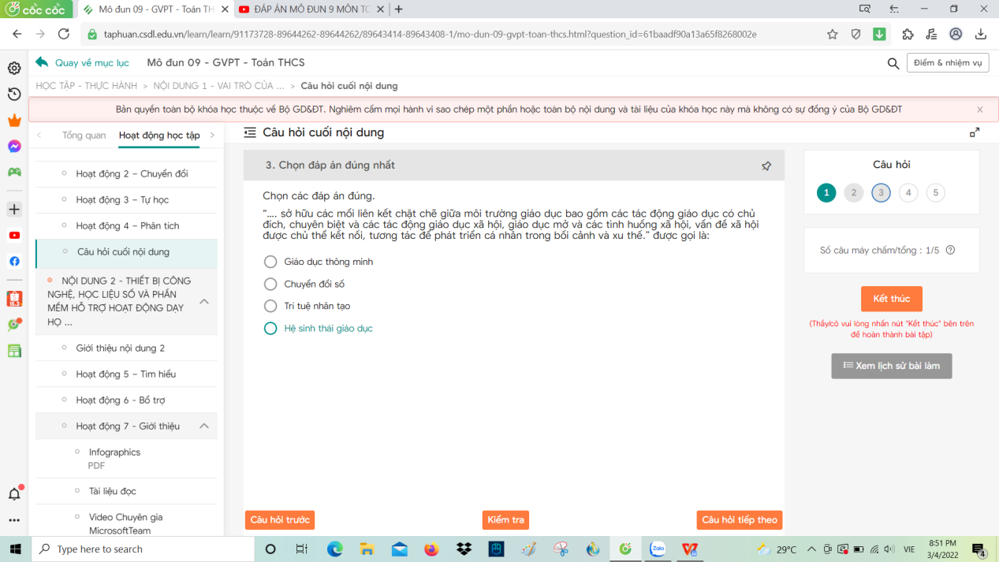 cốc cốc
Mô đun 09 - GVPT - Toán TH
ĐÁP ÁN MÔ ĐUN 9 MÔN TO
taphuan.csdl.edu.vn/learn/learn/91173728-89644262-89644262/89643414-89643408-1/mo-dun-09-gvpt-toan-thcs.html?question_id=61baadf90a13a65f8268002e
Quay về mục lục
Mô đun 09 - GVPT - Toán THCS
Điểm & nhiệm vụ
HỌC TẬP - THỰC HÀNH > NỘI DUNG 1 - VAI TRÒ CỦA ... > Câu hỏi cuối nội dung
Bản quyền toàn bộ khóa học thuộc về Bộ GD&ĐT. Nghiêm cấm mọi hành vi sao chép một phần hoặc toàn bộ nội dung và tài liệu của khóa học này mà không có sự đồng ý của Bộ GD&ĐT
Tổng quan
Hoạt động học tập
Hoạt động 2 – Chuyển đổi
Hoạt động 3 – Tự học
Hoạt động 4 – Phân tích
Câu hỏi cuối nội dung
NỘI DUNG 2 - THIẾT BỊ CÔNG
NGHỆ, HỌC LIỆU SỐ VÀ PHẦN
MỀM HỖ TRỢ HOẠT ĐỘNG DẠY
HỌ ...
Giới thiệu nội dung 2
Hoạt động 5 – Tìm hiểu
Hoạt động 6 - Bổ trợ
Hoạt động 7 - Giới thiệu
Infographics
PDF
Tài liệu đọc
Video Chuyên gia
MicrosoftTeam
Câu hỏi cuối nội dung
3. Chọn đáp án đúng nhất
Chọn các đáp án đúng.
“.... sở hữu các mối liên kết chặt chẽ giữa môi trường giáo dục bao gồm các tác động giáo dục có chủ
đích, chuyên biệt và các tác động giáo dục xã hội, giáo dục mở và các tình huống xã hội, vấn đề xã hội
được chủ thể kết nối, tương tác để phát triển cá nhân trong bối cảnh và xu thế.” được gọi là:
Giáo dục thông minh
Chuyển đổi số
Trí tuệ nhân tạo
Hệ sinh thái giáo dục
Câu hỏi trước
Kiểm tra
Câu hỏi tiếp theo
Câu hỏi
1 2 3 4 5
Số câu máy chấm/tổng : 1/5
Kết thúc
(Thầy/cô vui lòng nhấn nút "Kết thúc" bên trên
để hoàn thành bài tập)
Xem lịch sử bài làm
15.3
Type here to search
Zalo
29°C
VIE
8:51 PM
3/4/2022
4